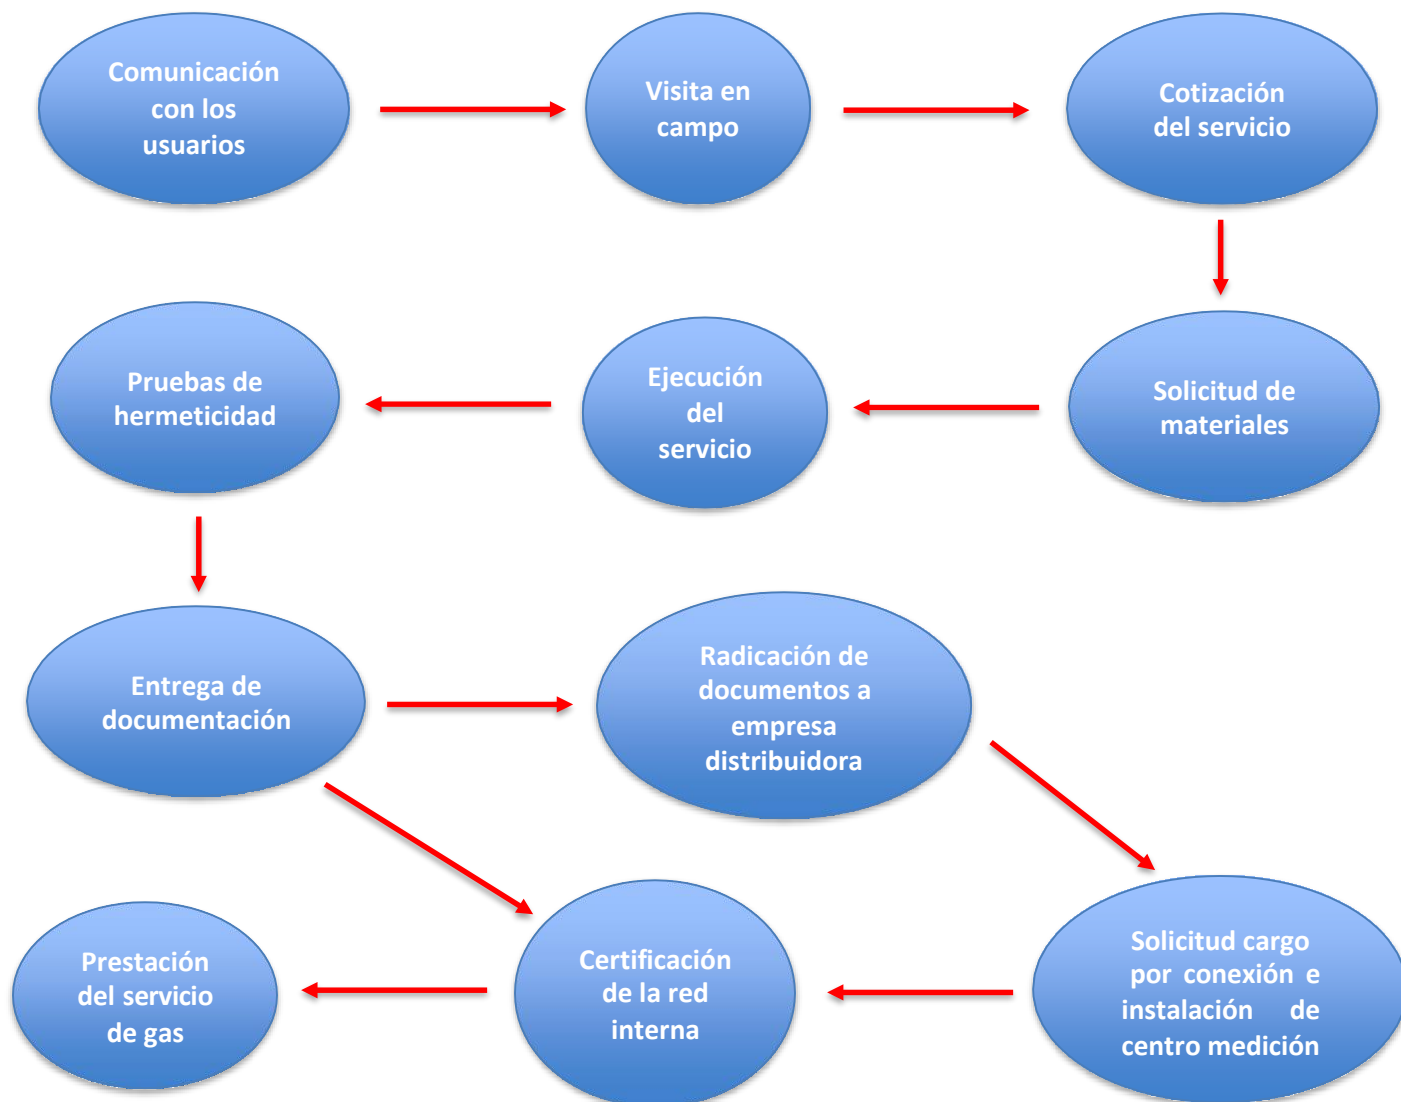 Comunicación
con los
usuarios
Visita en
campo
Cotización
del servicio
Solicitud de
materiales
Ejecución
del
servicio
Pruebas de
hermeticidad
Entrega de
documentación
Radicación de
documentos a
empresa
distribuidora
Solicitud cargo
por conexión e
instalación de
centro medición
Certificación
de la red
interna
Prestación
del servicio
de gas